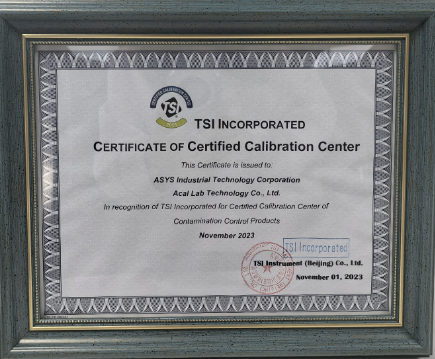 TSI
TSI INCORPORATED
CERTIFICATE OF Certified Calibration Center
This Certificate is issued to:
ASYS Industrial Technology Corporation
Acal Lab Technology Co., Ltd.
In recognition of TSI Incorporated for Certified Calibration Center of
Contamination Control Products
November 2023
TSI Incorporated
TSI Instrument (Beijing) Co., Ltd.
November 01, 2023